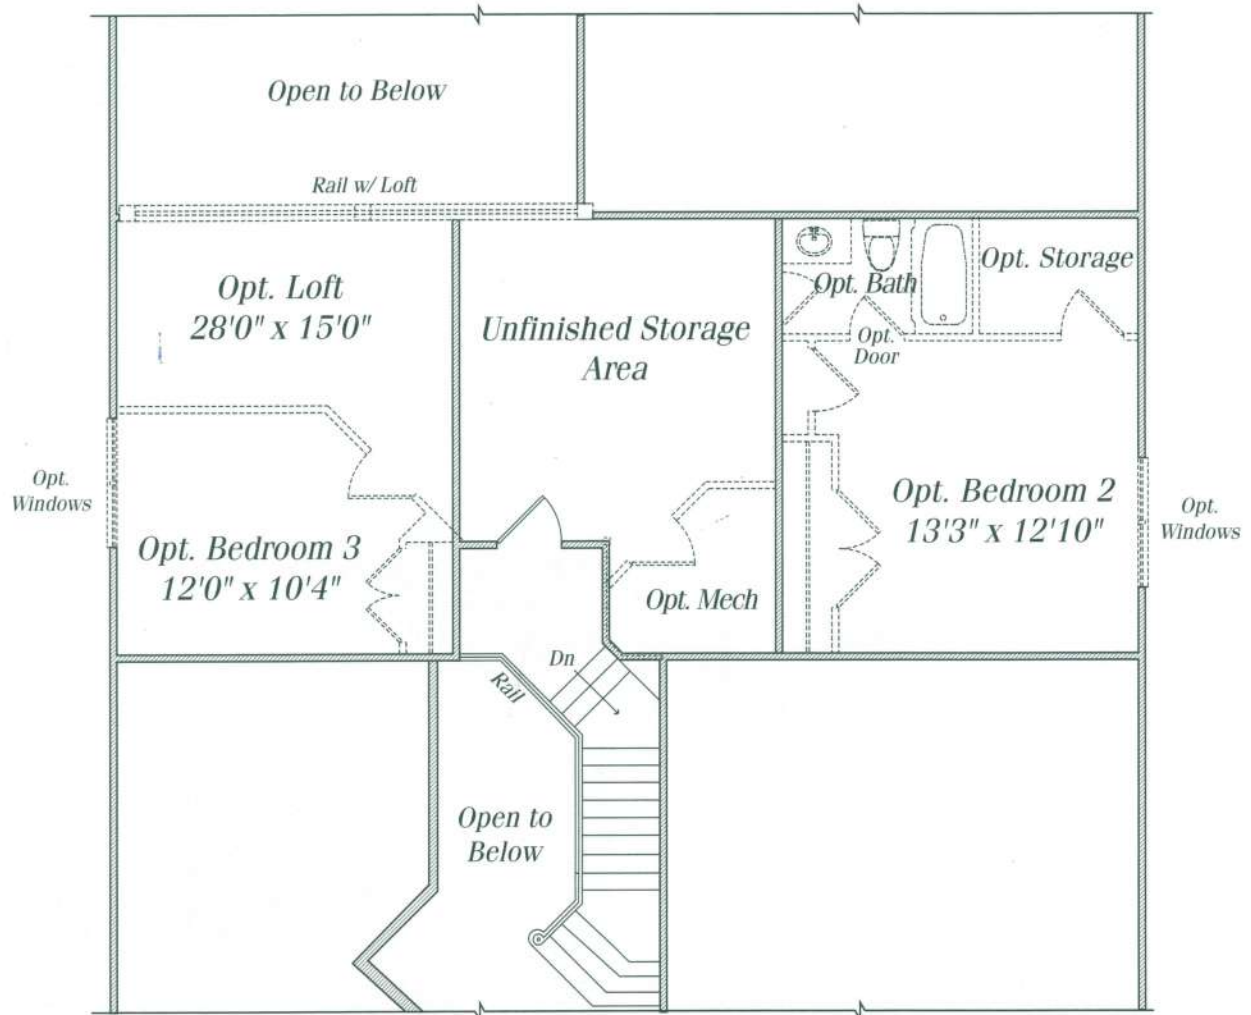 Open to Below
Rail w/ Loft
Opt. Loft
28'0" x 15'0"
Unfinished Storage
Area
Opt. Bath
Opt. Storage
Opt.
Door
Opt.
Windows
Opt. Bedroom 3
12'0" x 10'4"
Opt. Bedroom 2
13'3" x 12'10"
Opt.
Windows
Opt. Mech
Dn
Rail
Open to
Below